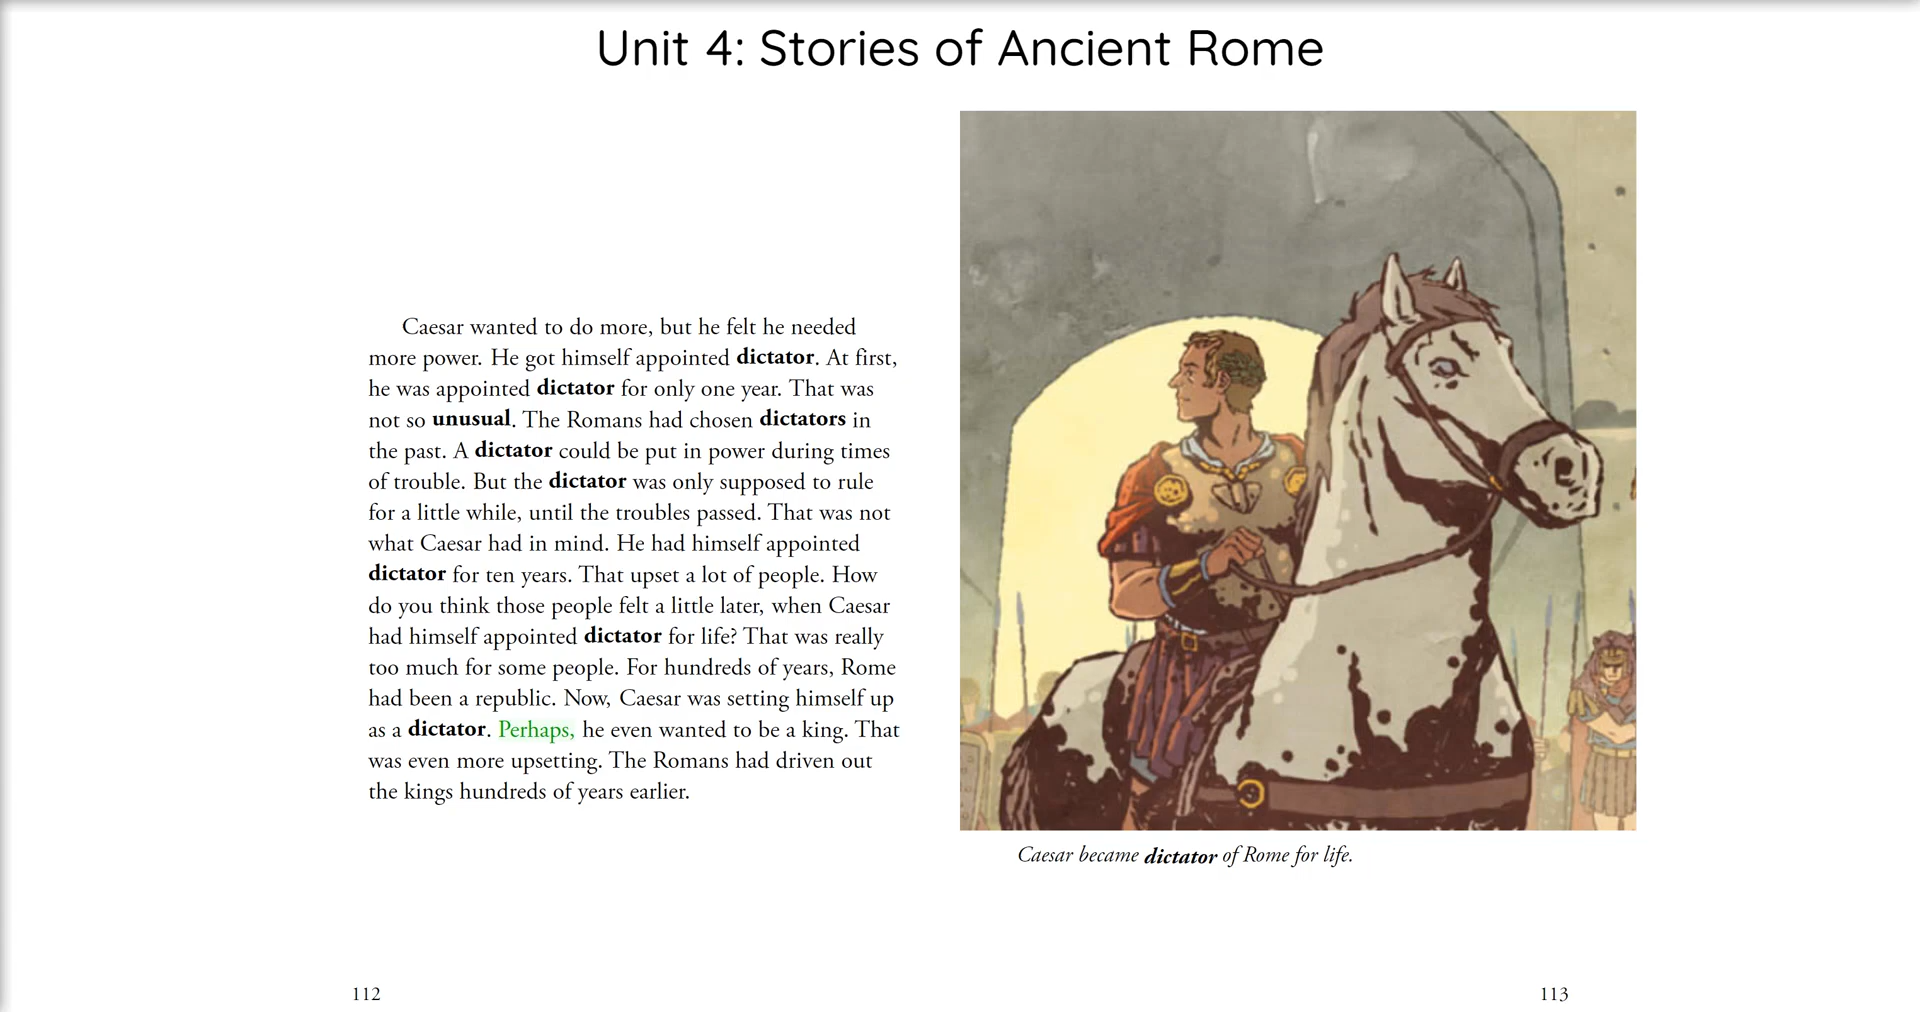 Unit 4: Stories of Ancient Rome
Caesar wanted to do more, but he felt he needed
more power. He got himself appointed dictator. At first,
he was appointed dictator for only one year. That was
not so unusual. The Romans had chosen dictators in
the past. A dictator could be put in power during times
of trouble. But the dictator was only supposed to rule
for a little while, until the troubles passed. That was not
what Caesar had in mind. He had himself appointed
dictator for ten years. That upset a lot of people. How
do you think those people felt a little later, when Caesar
had himself appointed dictator for life? That was really
too much for some people. For hundreds of years, Rome
had been a republic. Now, Caesar was setting himself up
as a dictator. Perhaps, he even wanted to be a king. That
was even more upsetting. The Romans had driven out
the kings hundreds of years earlier.
Caesar became dictator of Rome for life.
112
113